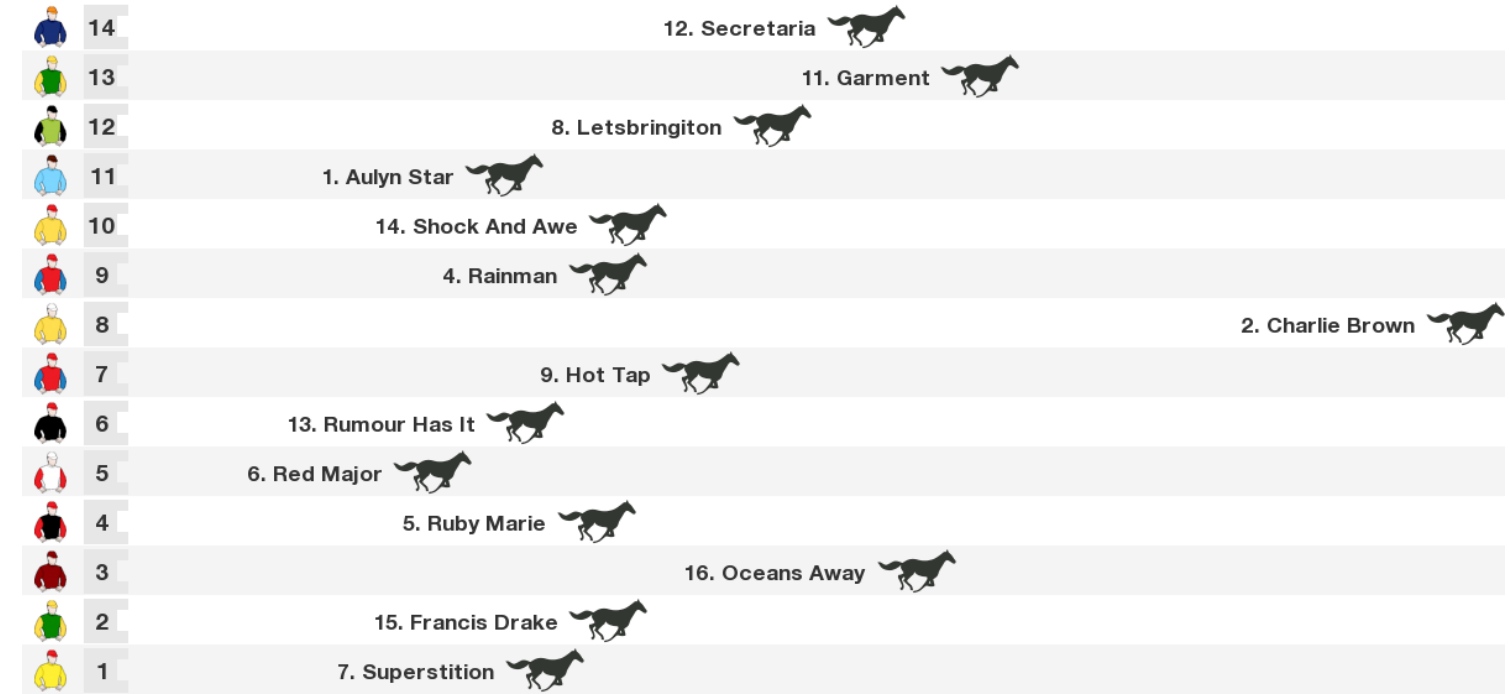 14 12. Secretaria
13 11. Garment
12 8. Letsbringiton
11 1. Aulyn Star
10 14. Shock And Awe
9 4. Rainman
8 2. Charlie Brown
7 9. Hot Tap
6 13. Rumour Has It
5 6. Red Major
4 5. Ruby Marie
3 16. Oceans Away
2 15. Francis Drake
1 7. Superstition